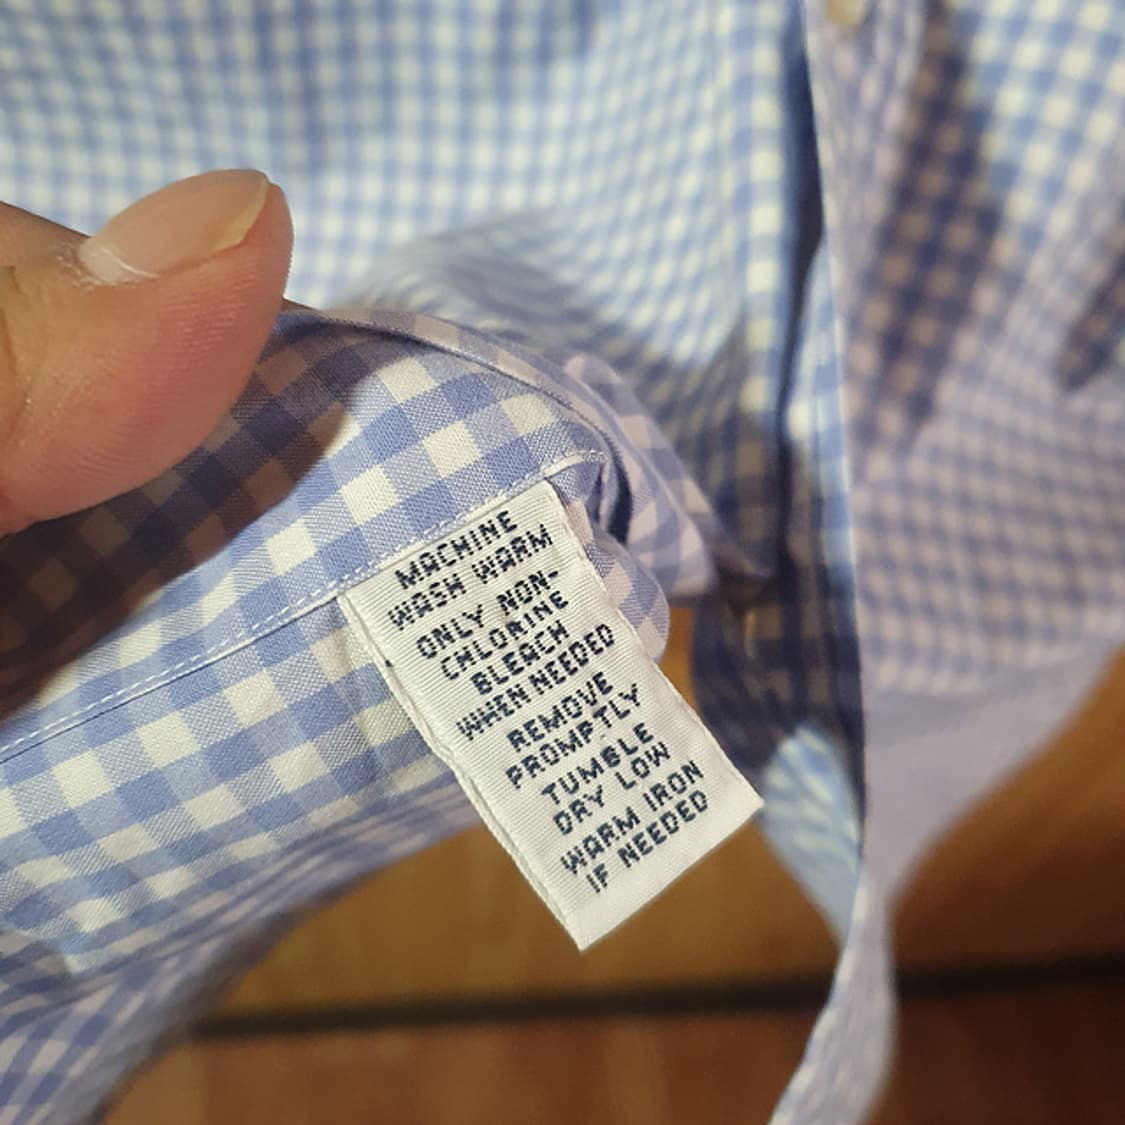 MACHINE
WASH WARM
ONLY NON-
CHLORINE
BLEACH
WHEN NEEDED
REMOVE
PROMPTLY
TUMBLE
DRY LOW
WARM IRON
IF NEEDED